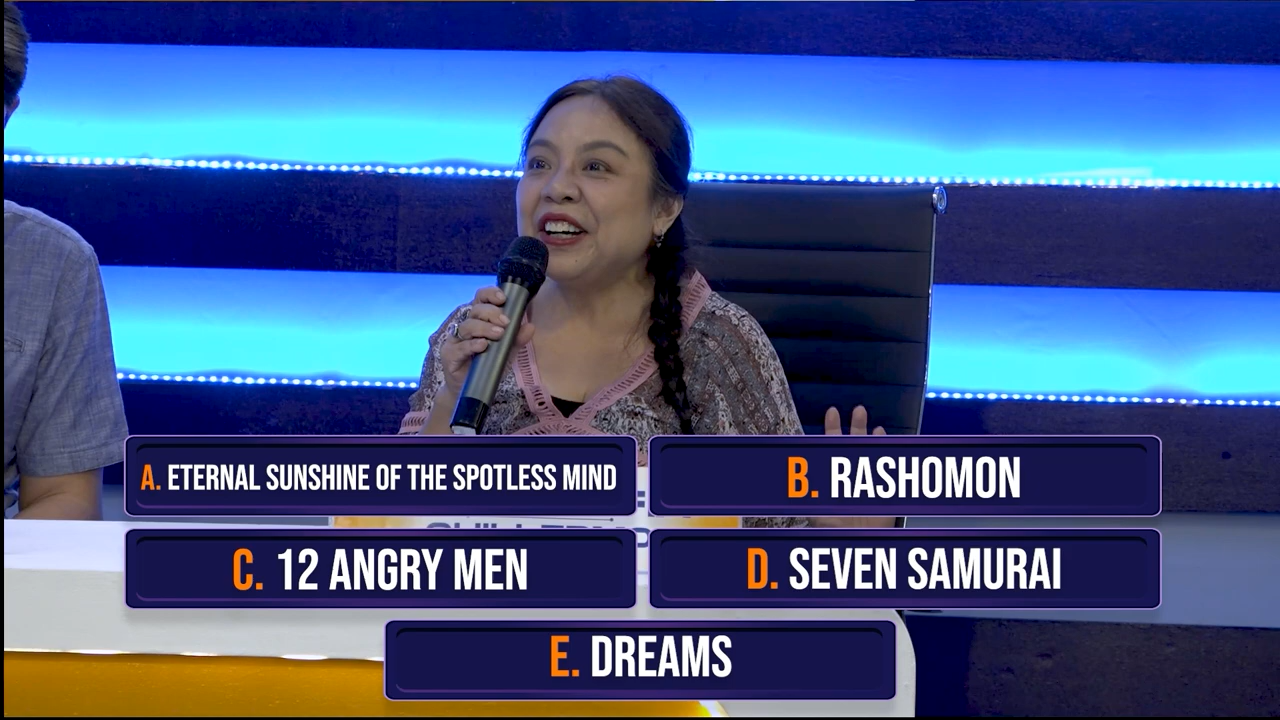 A. ETERNAL SUNSHINE OF THE SPOTLESS MIND
B. RASHOMON
C. 12 ANGRY MEN
D. SEVEN SAMURAI
E. DREAMS